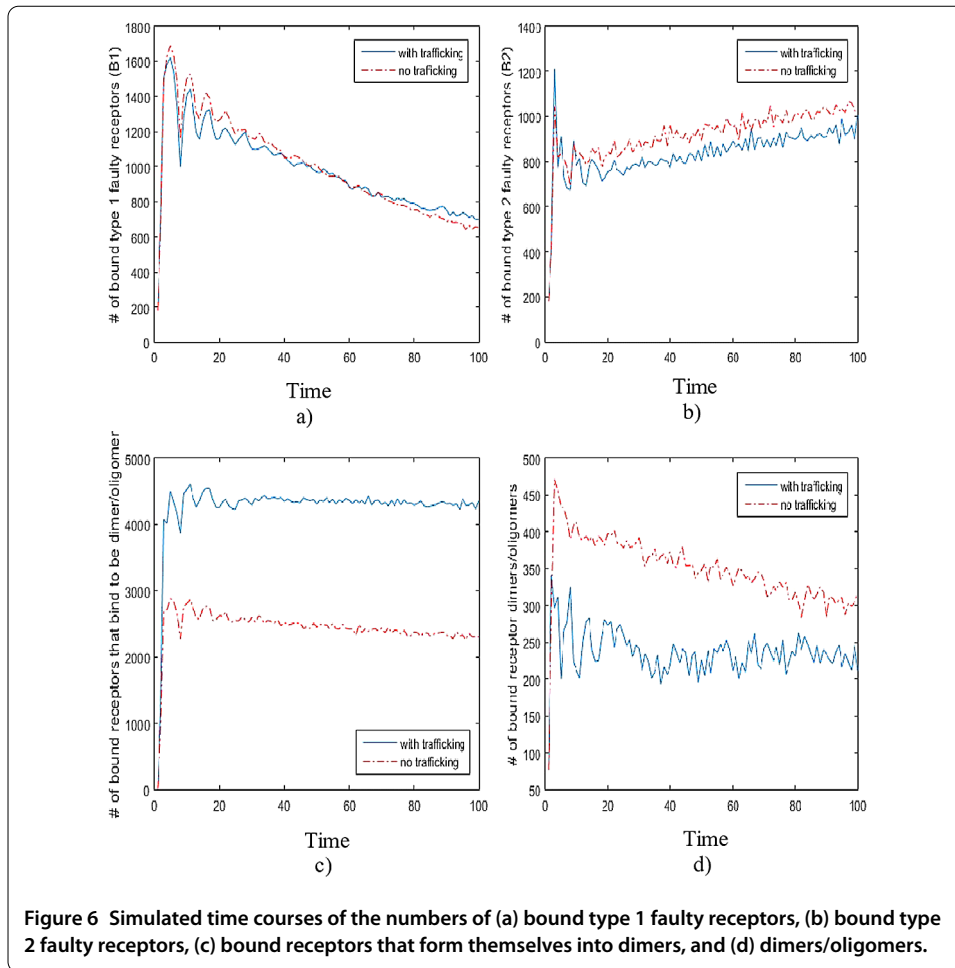 # of bound type 1 faulty receptors (B1)
1800
1600
1400
1200
1000
800
600
400
200
0
with trafficking
no trafficking
0 20 40 60 80 100
Time
a)
# of bound type 2 faulty receptors (B2)
1400
1200
1000
800
600
400
200
0
with trafficking
no trafficking
0 20 40 60 80 100
Time
b)
# of bound receptors that bind to be dimer/oligomer
5000
4000
3000
2000
1000
0
with trafficking
no trafficking
0 20 40 60 80 100
Time
c)
# of bound receptor dimers/oligomers
500
450
400
350
300
250
200
150
100
50
with trafficking
no trafficking
0 20 40 60 80 100
Time
d)
Figure 6 Simulated time courses of the numbers of (a) bound type 1 faulty receptors, (b) bound type
2 faulty receptors, (c) bound receptors that form themselves into dimers, and (d) dimers/oligomers.